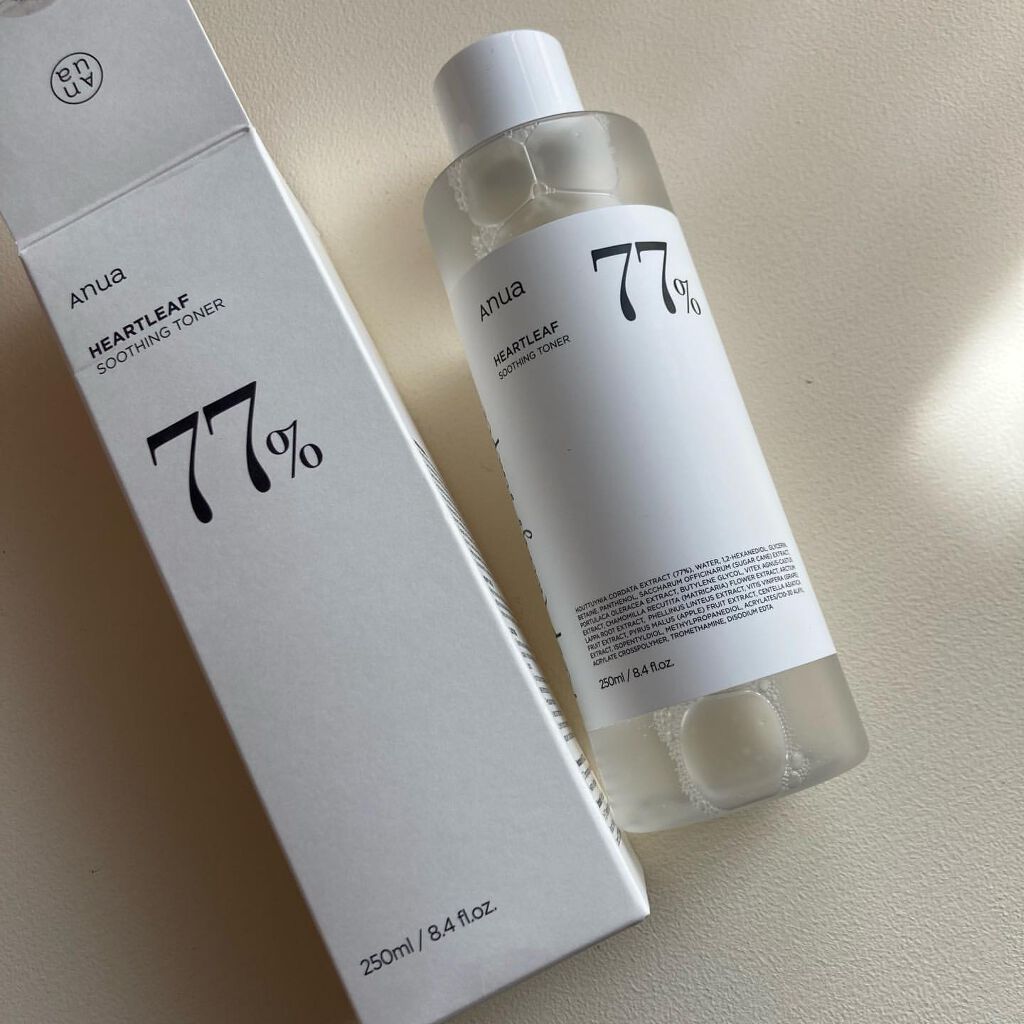 Anua
Anua
HEARTLEAF
SOOTHING TONER
77%
250ml / 8.4 fl.oz.
Anua
77%
HEARTLEAF
SOOTHING TONER
HOUTTUYNIA CORDATA EXTRACT (77%), WATER, 1,2-HEXANEDIOL, GLYCERIN,
BETAINE, PANTHENOL, SACCHARUM OFFICINARUM (SUGAR CANE) EXTRACT,
PORTULACA OLERACEA EXTRACT, BUTYLENE GLYCOL, VITEX AGNUS-CASTUS
EXTRACT, CHAMOMILLA RECUTITA (MATRICARIA) FLOWER EXTRACT, ARCTIUM
LAPPA ROOT EXTRACT, PHELLINUS LINTEUS EXTRACT, VITIS VINIFERA (GRAPE)
FRUIT EXTRACT, PYRUS MALUS (APPLE) FRUIT EXTRACT, CENTELLA ASIATICA
EXTRACT, ISOPENTYLDIOL, METHYLPROPANEDIOL, ACRYLATES/C10-30 ALKYL
ACRYLATE CROSSPOLYMER, TROMETHAMINE, DISODIUM EDTA
250ml / 8.4 fl.oz.